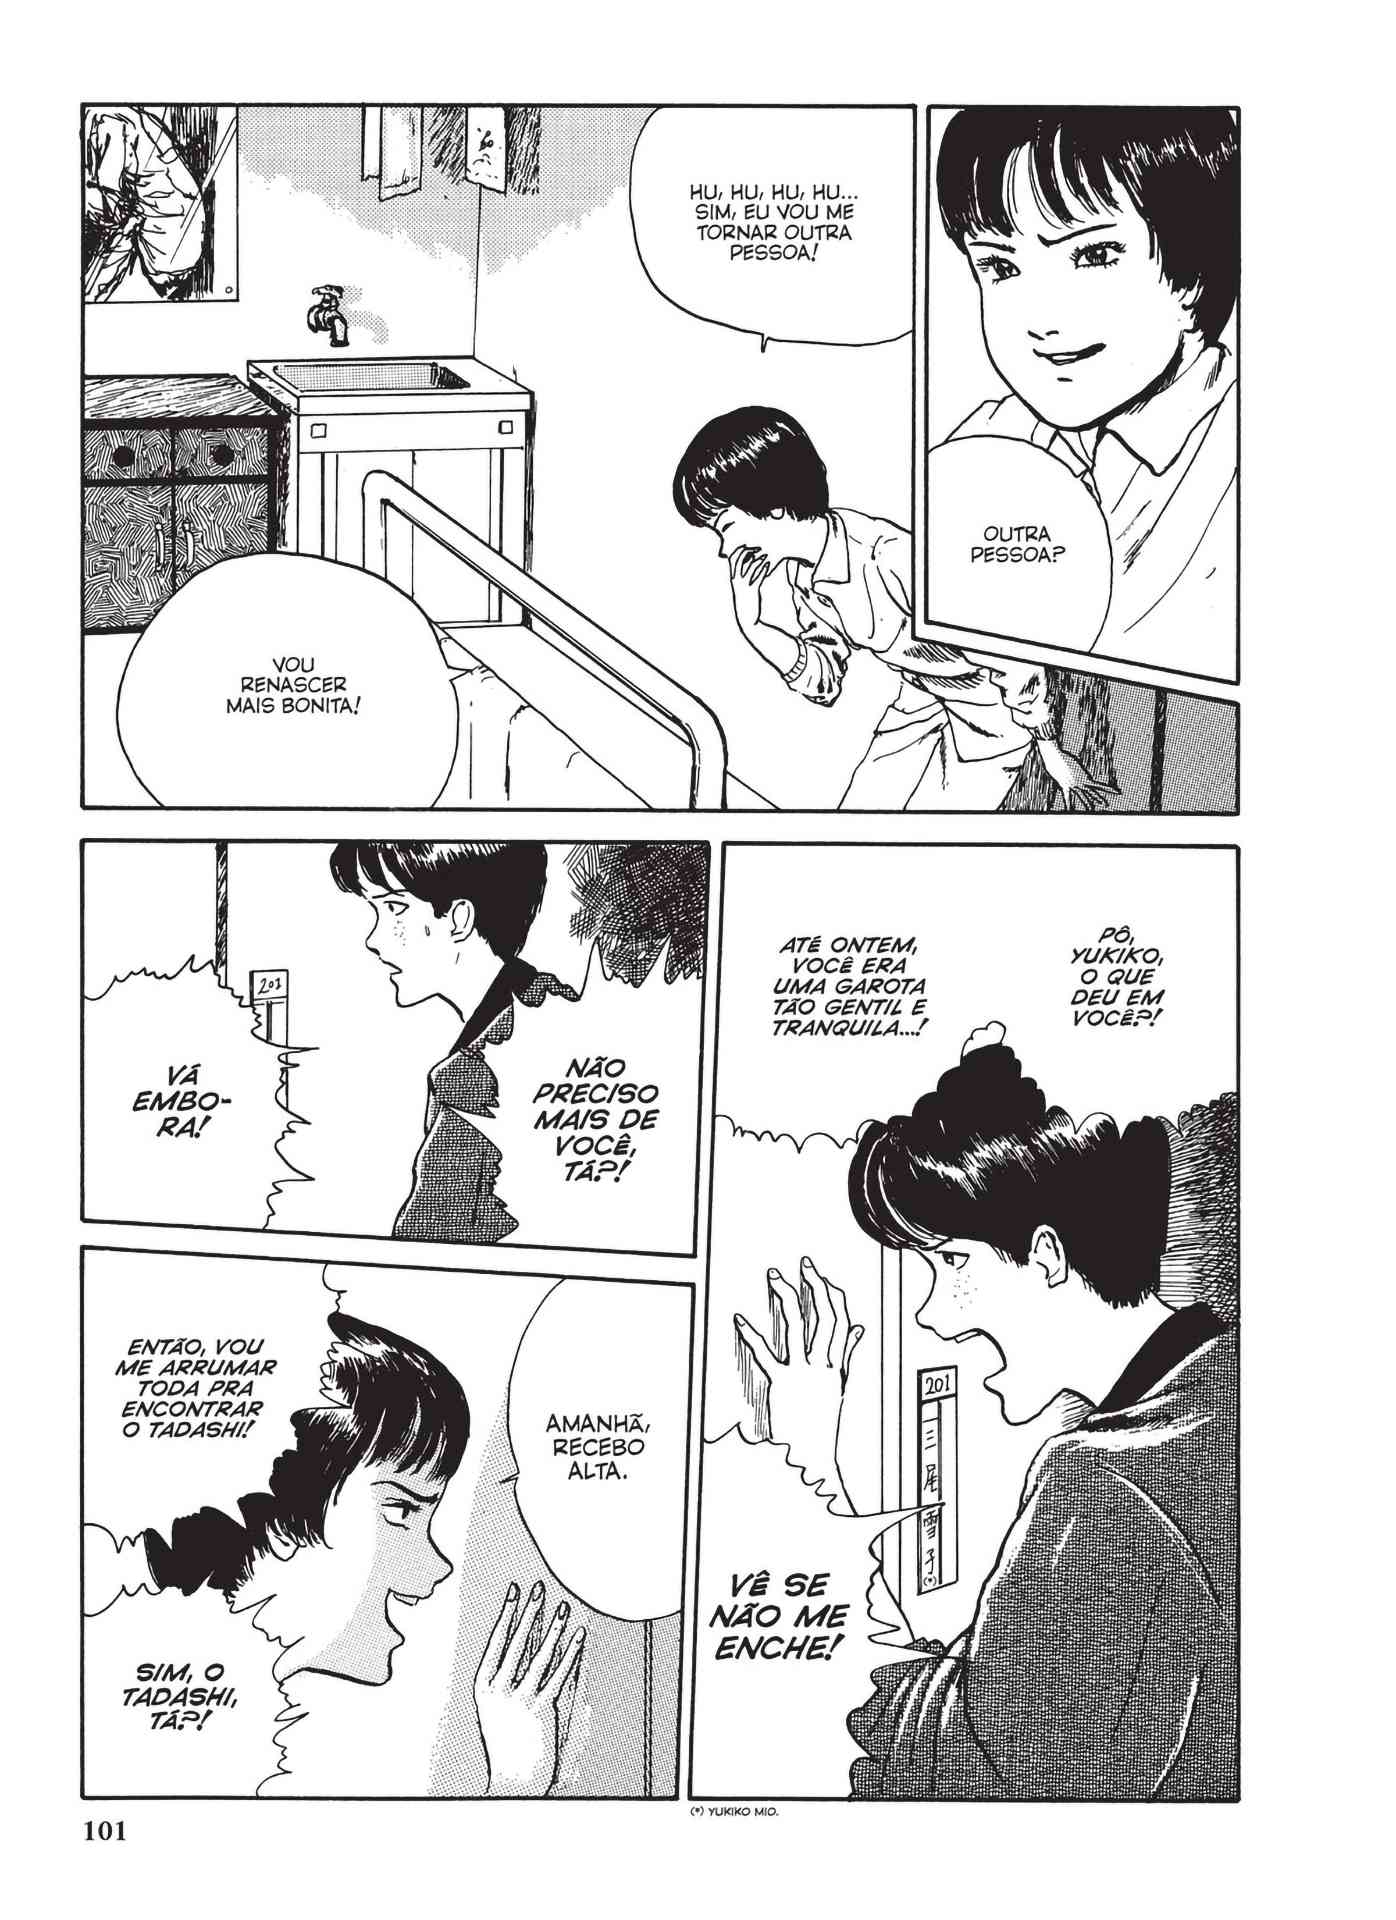 OUTRA
PESSOA?
HU, HU, HU, HU...
SIM, EU VOU ME
TORNAR OUTRA
PESSOA!
VOU
RENASCER
MAIS BONITA!
PÔ,
YUKIKO,
O QUE
DEU EM
VOCÊ?!
ATÉ ONTEM,
VOCÊ ERA
UMA GAROTA
TÃO GENTIL E
TRANQUILA...!
201
三
尾
雪
子
(*)
VÊ SE
NÃO ME
ENCHE!
NÃO
PRECISO
MAIS DE
VOCÊ,
TÁ?!
201
VÁ
EMBO-
RA!
AMANHÃ,
RECEBO
ALTA.
ENTÃO, VOU
ME ARRUMAR
TODA PRA
ENCONTRAR
O TADASHI!
SIM, O
TADASHI,
TÁ?!
(*) YUKIKO MIO.
101